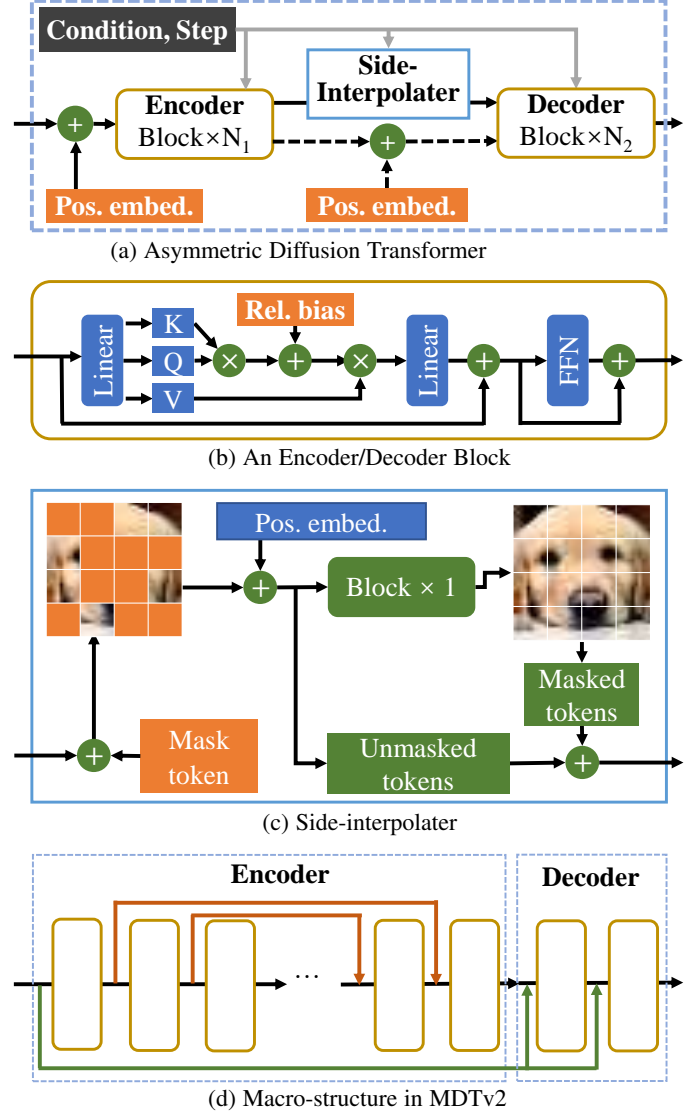 Condition, Step
Side-
Interpolater
Encoder
Block×N₁
Decoder
Block×N₂
+
+
Pos. embed.
Pos. embed.
(a) Asymmetric Diffusion Transformer
Linear
K
Q
V
Rel. bias
×
+
×
Linear
+
FFN
+
(b) An Encoder/Decoder Block
Pos. embed.
+
Block × 1
Masked
tokens
+
Mask
token
Unmasked
tokens
+
(c) Side-interpolater
Encoder
Decoder
...
(d) Macro-structure in MDTv2